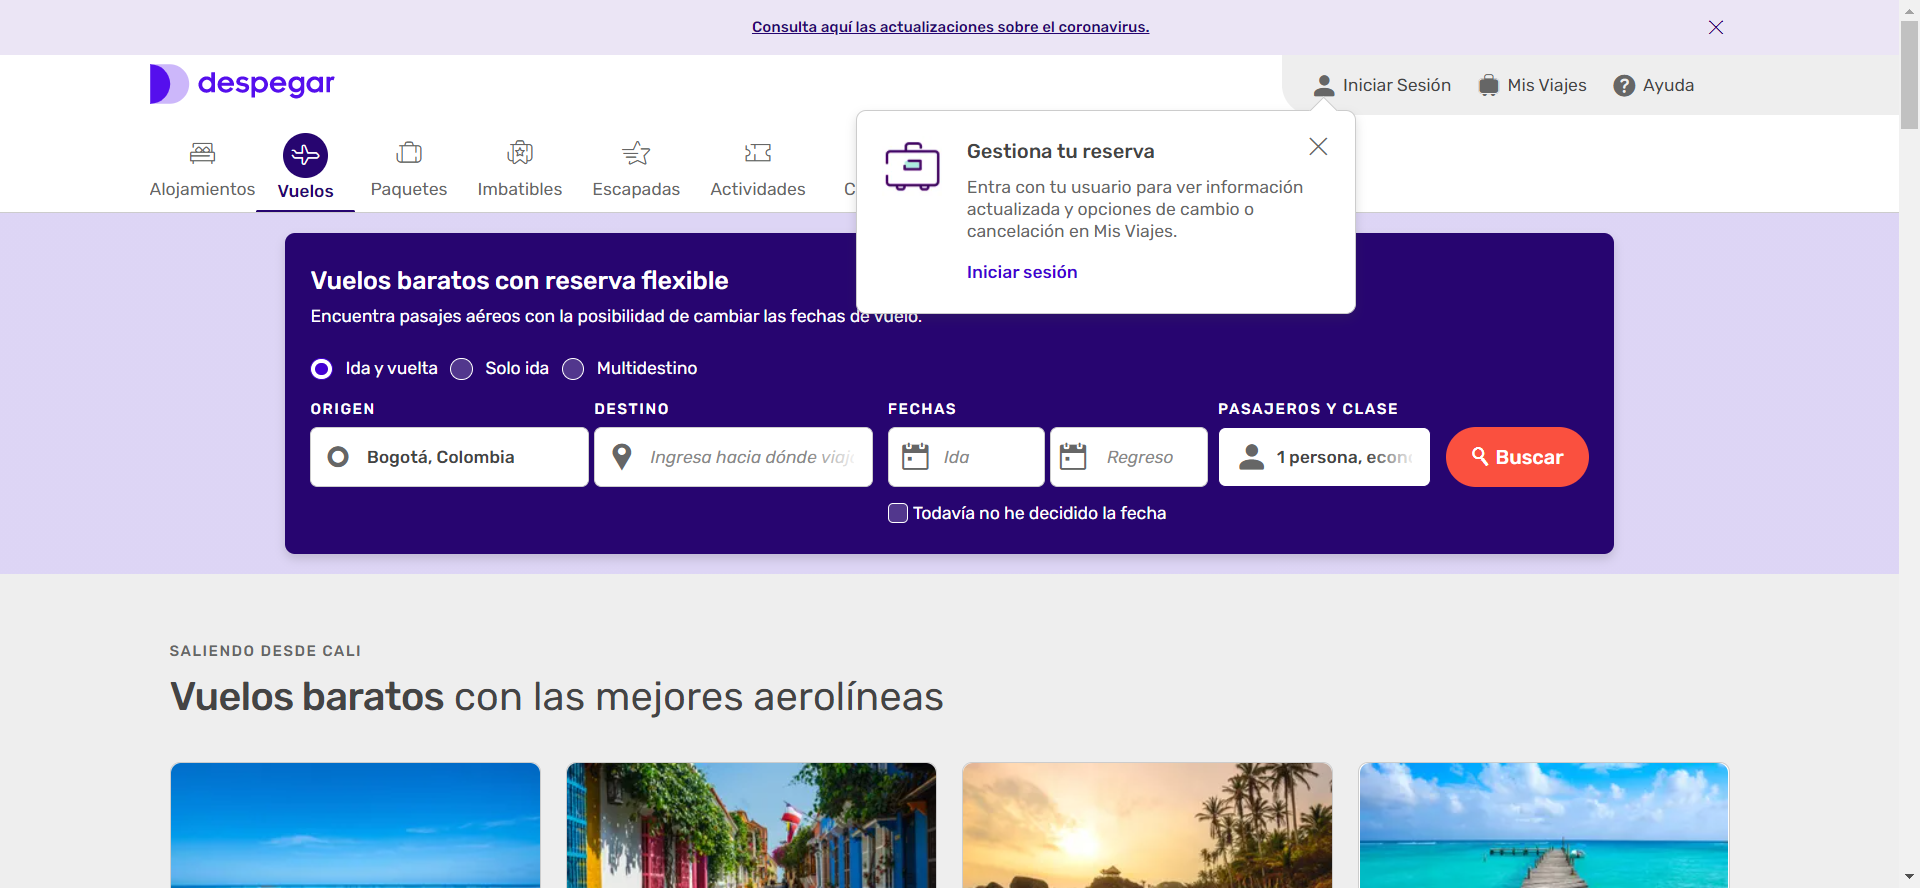 Consulta aquí las actualizaciones sobre el coronavirus.
despegar
Iniciar Sesión
Mis Viajes
Ayuda
Alojamientos
Vuelos
Paquetes
Imbatibles
Escapadas
Actividades
C
Gestiona tu reserva
Entra con tu usuario para ver información
actualizada y opciones de cambio o
cancelación en Mis Viajes.
Iniciar sesión
Vuelos baratos con reserva flexible
Encuentra pasajes aéreos con la posibilidad de cambiar las fechas de vuelo.
Ida y vuelta
Solo ida
Multidestino
ORIGEN
DESTINO
FECHAS
PASAJEROS Y CLASE
Bogotá, Colombia
Ingresa hacia dónde viaj
Ida
Regreso
1 persona, econ
Buscar
Todavía no he decidido la fecha
SALIENDO DESDE CALI
Vuelos baratos con las mejores aerolíneas